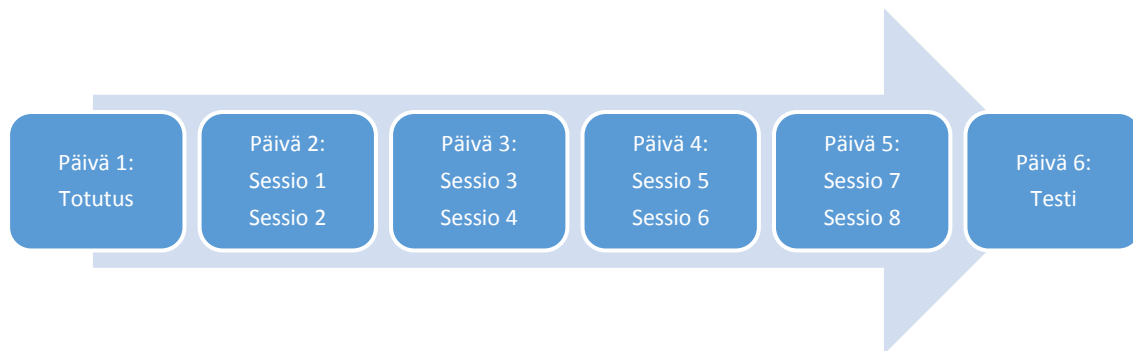 Päivä 1:
Totutus
Päivä 2:
Sessio 1
Sessio 2
Päivä 3:
Sessio 3
Sessio 4
Päivä 4:
Sessio 5
Sessio 6
Päivä 5:
Sessio 7
Sessio 8
Päivä 6:
Testi